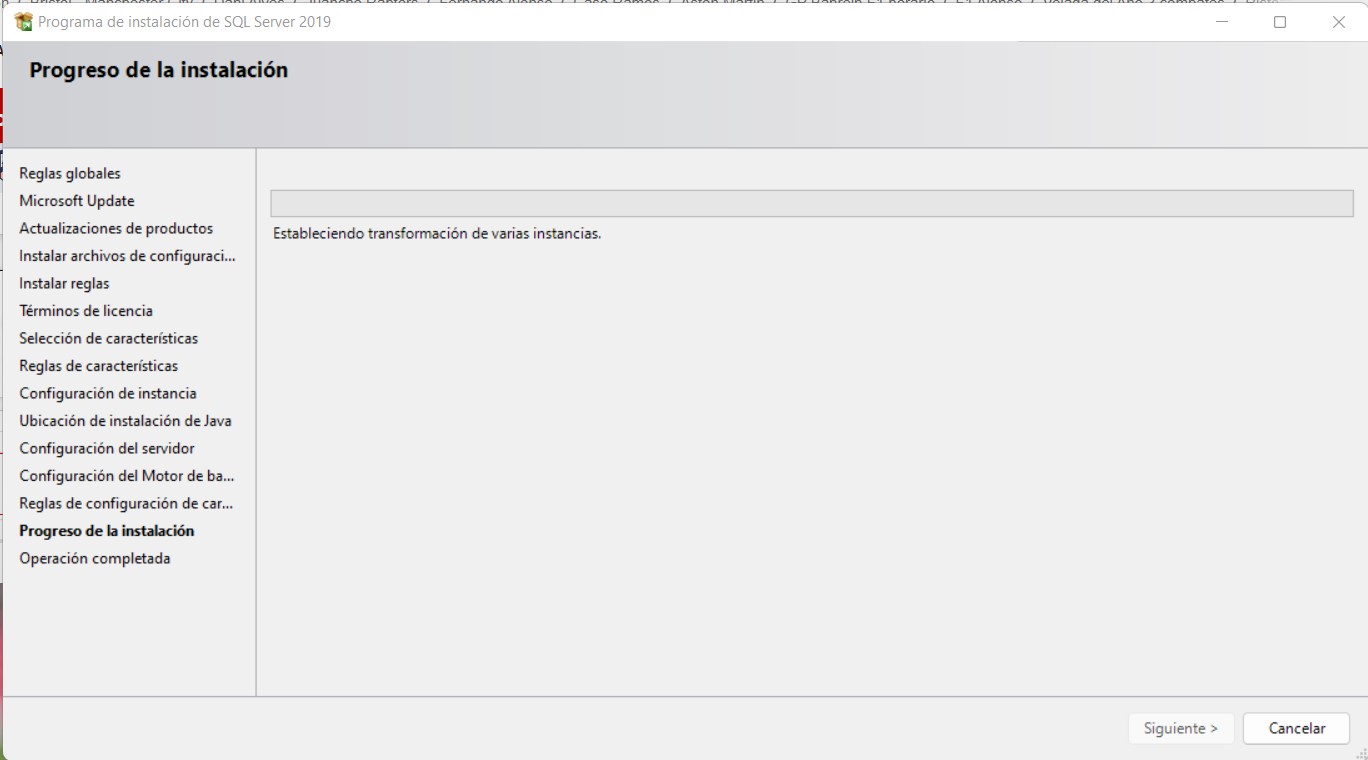 Programa de instalación de SQL Server 2019
Progreso de la instalación
Reglas globales
Microsoft Update
Actualizaciones de productos
Instalar archivos de configuraci...
Instalar reglas
Términos de licencia
Selección de características
Reglas de características
Configuración de instancia
Ubicación de instalación de Java
Configuración del servidor
Configuración del Motor de ba...
Reglas de configuración de car...
Progreso de la instalación
Operación completada
Estableciendo transformación de varias instancias.
Siguiente >
Cancelar